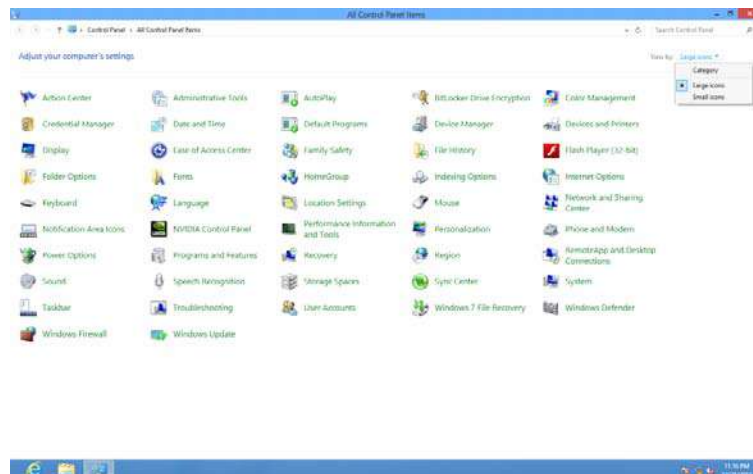 All Control Panel Items
Control Panel
All Control Panel Items
Search Control Panel
Adjust your computer's settings
View by:
Large icons
Category
Large icons
Small icons
Action Center
Administrative Tools
AutoPlay
BitLocker Drive Encryption
Color Management
Credential Manager
Date and Time
Default Programs
Device Manager
Devices and Printers
Display
Ease of Access Center
Family Safety
File History
Flash Player (32-bit)
Folder Options
Fonts
HomeGroup
Indexing Options
Internet Options
Keyboard
Language
Location Settings
Mouse
Network and Sharing
Center
Notification Area Icons
NVIDIA Control Panel
Performance Information
and Tools
Personalization
Phone and Modem
Power Options
Programs and Features
Recovery
Region
RemoteApp and Desktop
Connections
Sound
Speech Recognition
Storage Spaces
Sync Center
System
Taskbar
Troubleshooting
User Accounts
Windows 7 File Recovery
Windows Defender
Windows Firewall
Windows Update